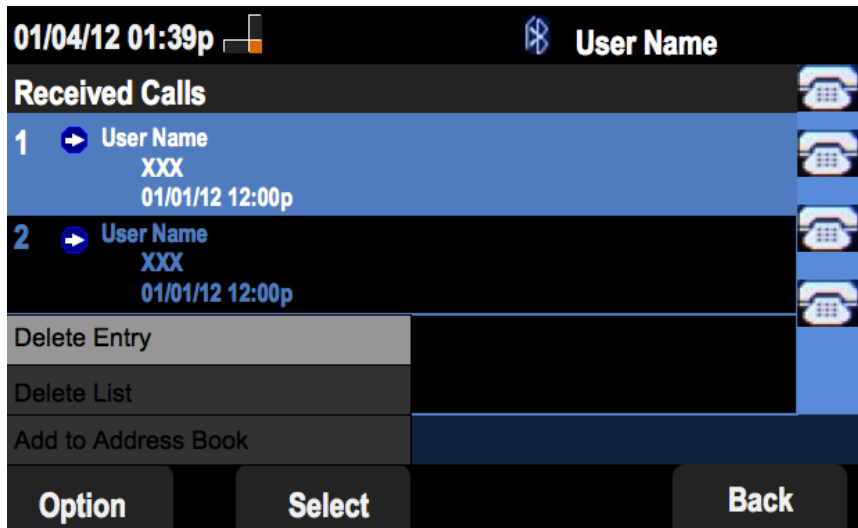 01/04/12 01:39p
User Name
Received Calls
1
User Name
XXX
01/01/12 12:00p
2
User Name
XXX
01/01/12 12:00p
Delete Entry
Delete List
Add to Address Book
Option
Select
Back